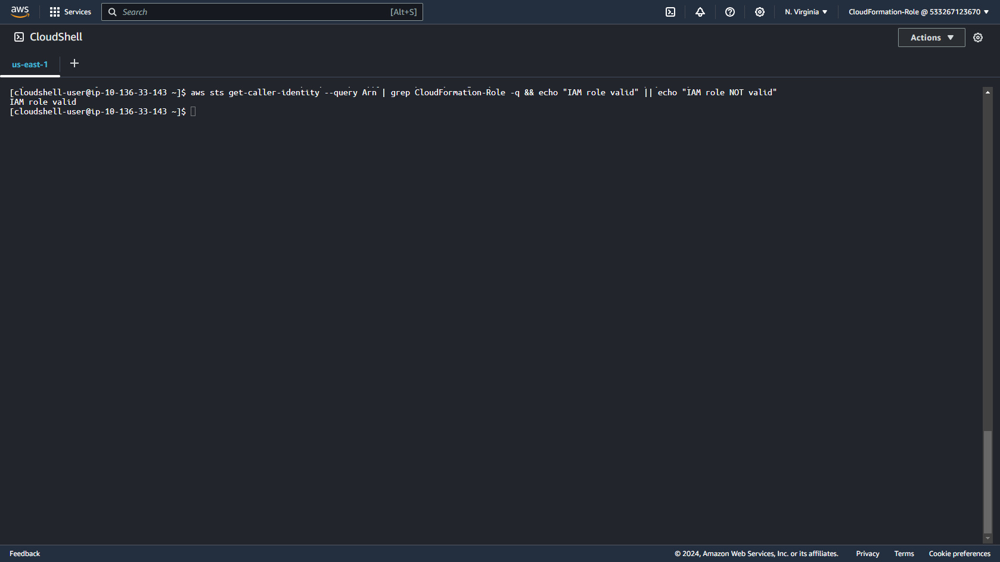 aws
Services
Search
[Alt+S]
N. Virginia
CloudFormation-Role @ 533267123670
CloudShell
Actions
us-east-1
[cloudshell-user@ip-10-136-33-143 ~]$ aws sts get-caller-identity --query Arn | grep CloudFormation-Role -q && echo "IAM role valid" || echo "IAM role NOT valid"
IAM role valid
[cloudshell-user@ip-10-136-33-143 ~]$
Feedback
© 2024, Amazon Web Services, Inc. or its affiliates.
Privacy
Terms
Cookie preferences